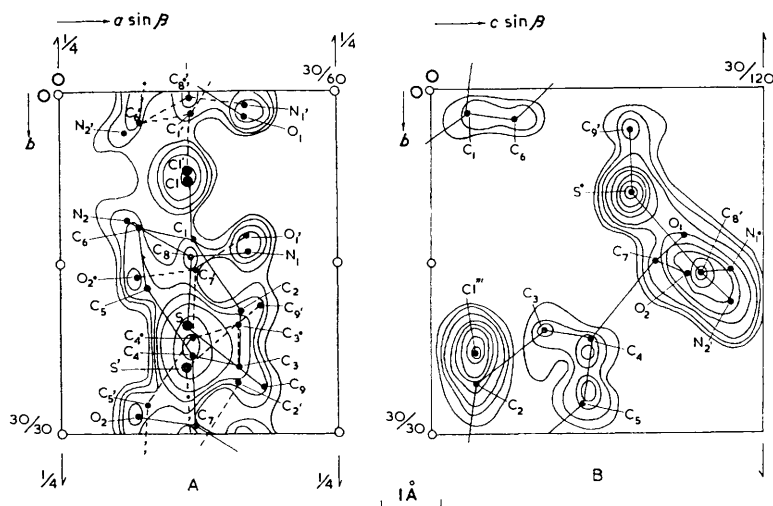 a sin β
c sin β
1/4
1/4
30/60
30/120
O
O
O
O
b
b
C8'
C6'
N2'
C1'
N1'
O1
Cl'
Cl
N2
C6
C1
O1'
C8
N1
O2•
C7
C5
C2
C9'
S
C3•
C4•
C4
C3
S'
C9
C5'
C2'
O2
C7
30/30
1/4
1/4
A
C1
C6
C9'
S•
O1
C8'
N1•
C7
O2
N2'
Cl'''
C3
C4
C2
C5
30/30
B
1Å